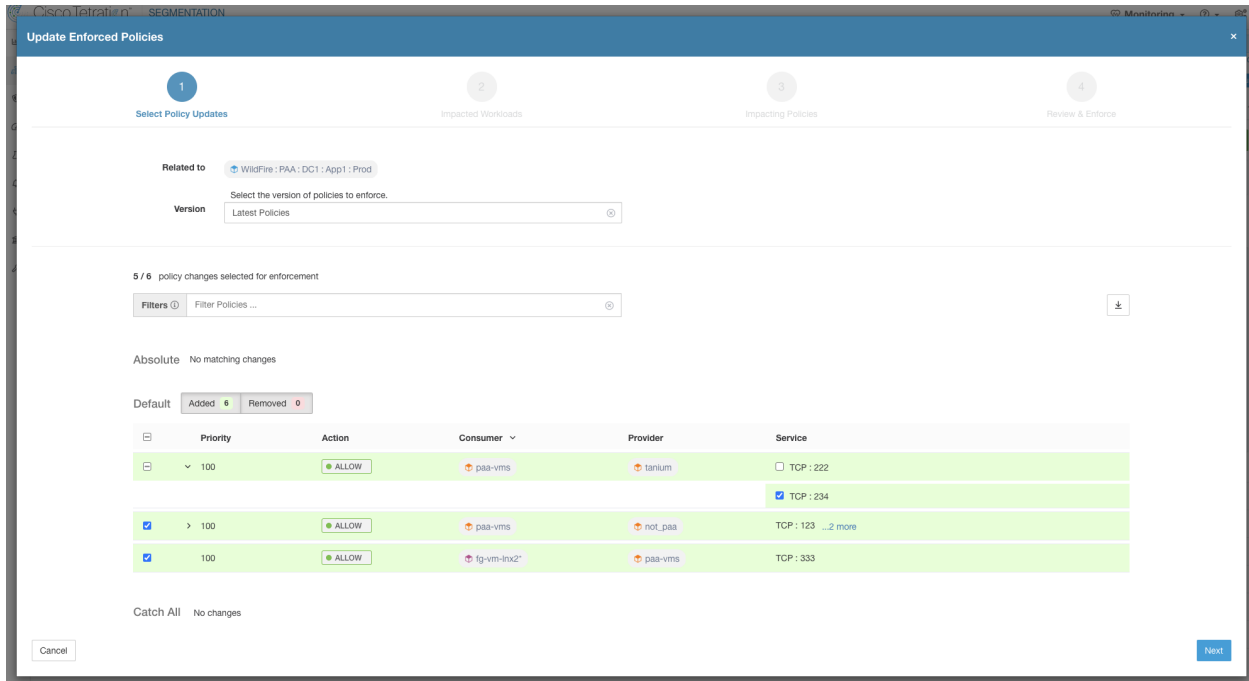 Cisco Tetration SEGMENTATION Monitoring
Update Enforced Policies ×
1 2 3 4
Select Policy Updates Impacted Workloads Impacting Policies Review & Enforce
Related to WildFire : PAA : DC1 : App1 : Prod
Select the version of policies to enforce.
Version Latest Policies
5 / 6 policy changes selected for enforcement
Filters Filter Policies ...
Absolute No matching changes
Default Added 6 Removed 0
Priority Action Consumer Provider Service
100 ALLOW paa-vms tanium TCP : 222
TCP : 234
100 ALLOW paa-vms not_paa TCP : 123 ...2 more
100 ALLOW fg-vm-lnx2* paa-vms TCP : 333
Catch All No changes
Cancel Next